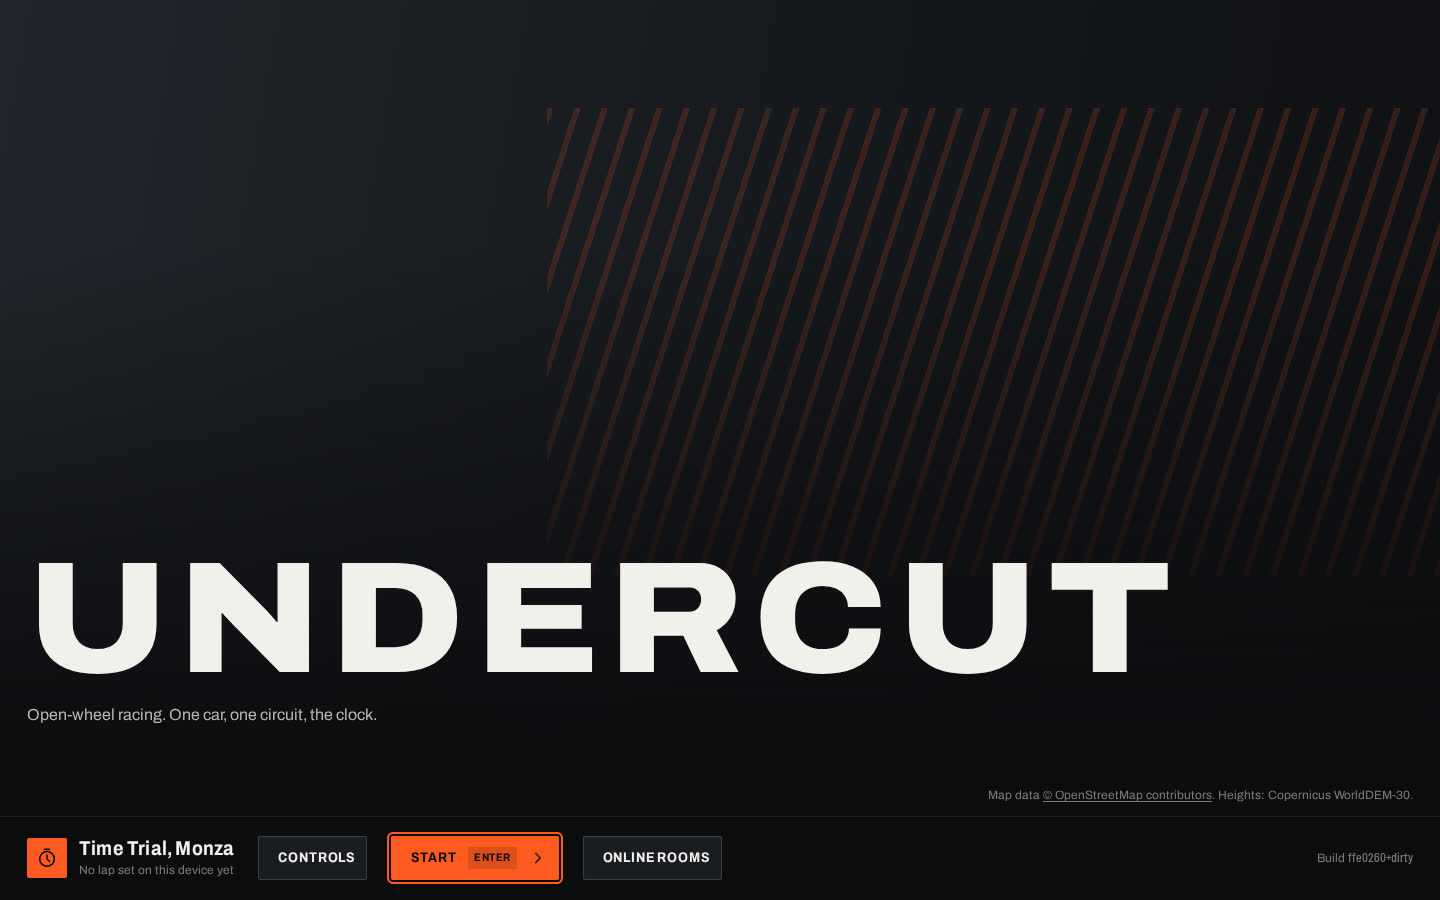 UNDERCUT
Open-wheel racing. One car, one circuit, the clock.
Map data © OpenStreetMap contributors. Heights: Copernicus WorldDEM-30.
Time Trial, Monza
No lap set on this device yet
CONTROLS
START ENTER
ONLINE ROOMS
Build ffe0260+dirty